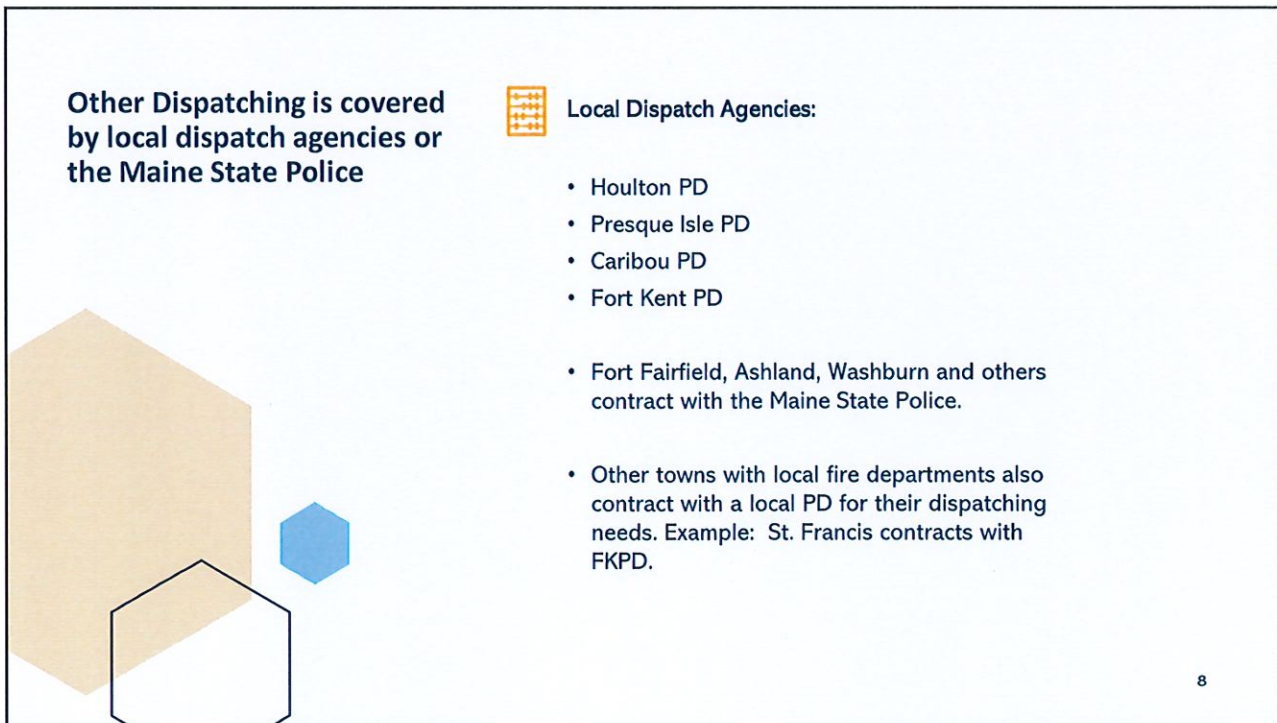 Other Dispatching is covered
by local dispatch agencies or
the Maine State Police
Local Dispatch Agencies:
• Houlton PD
• Presque Isle PD
• Caribou PD
• Fort Kent PD
• Fort Fairfield, Ashland, Washburn and others
contract with the Maine State Police.
• Other towns with local fire departments also
contract with a local PD for their dispatching
needs. Example:  St. Francis contracts with
FKPD.
8